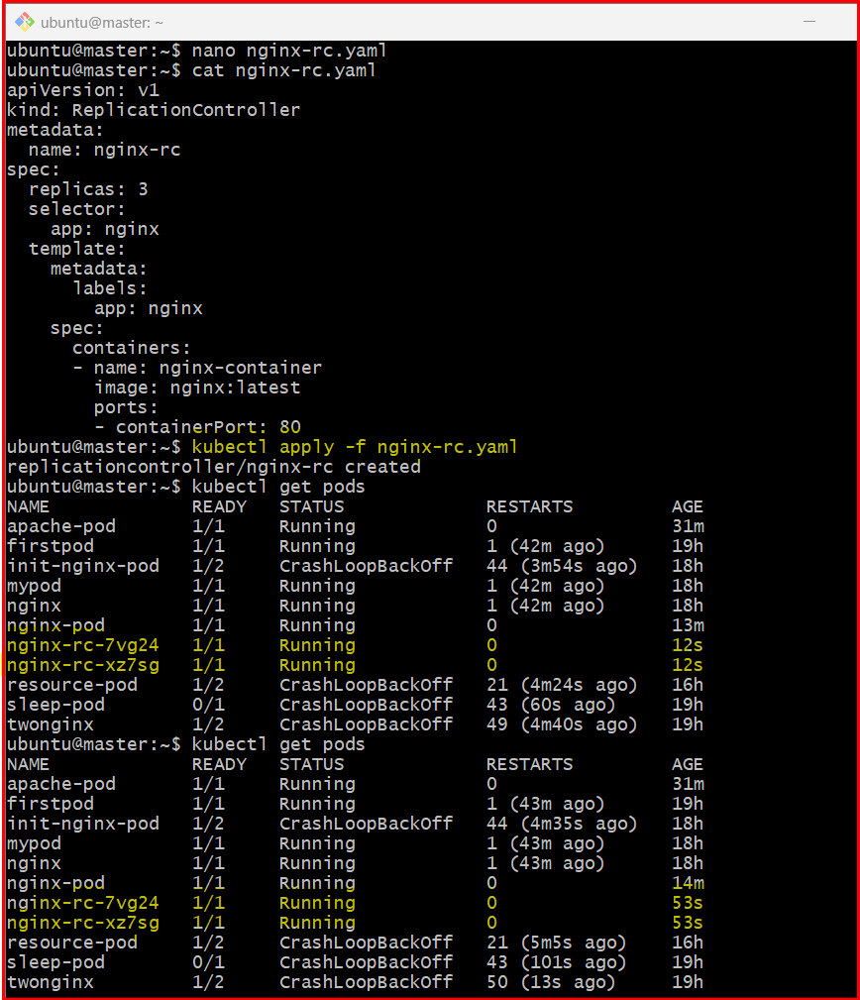 ubuntu@master: ~
ubuntu@master:~$ nano nginx-rc.yaml
ubuntu@master:~$ cat nginx-rc.yaml
apiVersion: v1
kind: ReplicationController
metadata:
  name: nginx-rc
spec:
  replicas: 3
  selector:
    app: nginx
  template:
    metadata:
      labels:
        app: nginx
    spec:
      containers:
      - name: nginx-container
        image: nginx:latest
        ports:
        - containerPort: 80
ubuntu@master:~$ kubectl apply -f nginx-rc.yaml
replicationcontroller/nginx-rc created
ubuntu@master:~$ kubectl get pods
NAME             READY   STATUS             RESTARTS         AGE
apache-pod       1/1     Running            0                31m
firstpod         1/1     Running            1 (42m ago)      19h
init-nginx-pod   1/2     CrashLoopBackOff   44 (3m54s ago)   18h
mypod            1/1     Running            1 (42m ago)      18h
nginx            1/1     Running            1 (42m ago)      18h
nginx-pod        1/1     Running            0                13m
nginx-rc-7vg24   1/1     Running            0                12s
nginx-rc-xz7sg   1/1     Running            0                12s
resource-pod     1/2     CrashLoopBackOff   21 (4m24s ago)   16h
sleep-pod        0/1     CrashLoopBackOff   43 (60s ago)     19h
twonginx         1/2     CrashLoopBackOff   49 (4m40s ago)   19h
ubuntu@master:~$ kubectl get pods
NAME             READY   STATUS             RESTARTS         AGE
apache-pod       1/1     Running            0                31m
firstpod         1/1     Running            1 (43m ago)      19h
init-nginx-pod   1/2     CrashLoopBackOff   44 (4m35s ago)   18h
mypod            1/1     Running            1 (43m ago)      18h
nginx            1/1     Running            1 (43m ago)      18h
nginx-pod        1/1     Running            0                14m
nginx-rc-7vg24   1/1     Running            0                53s
nginx-rc-xz7sg   1/1     Running            0                53s
resource-pod     1/2     CrashLoopBackOff   21 (5m5s ago)    16h
sleep-pod        0/1     CrashLoopBackOff   43 (101s ago)    19h
twonginx         1/2     CrashLoopBackOff   50 (13s ago)     19h